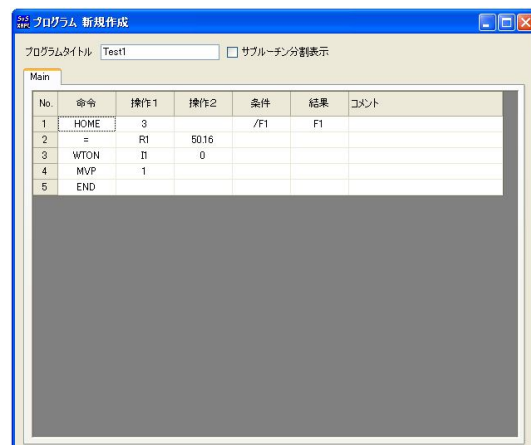 プログラム 新規作成
プログラムタイトル Test1 サブルーチン分割表示
Main
No. 命令 操作1 操作2 条件 結果 コメント
1 HOME 3 /F1 F1
2 = R1 50.16
3 WTON I1 0
4 MVP 1
5 END